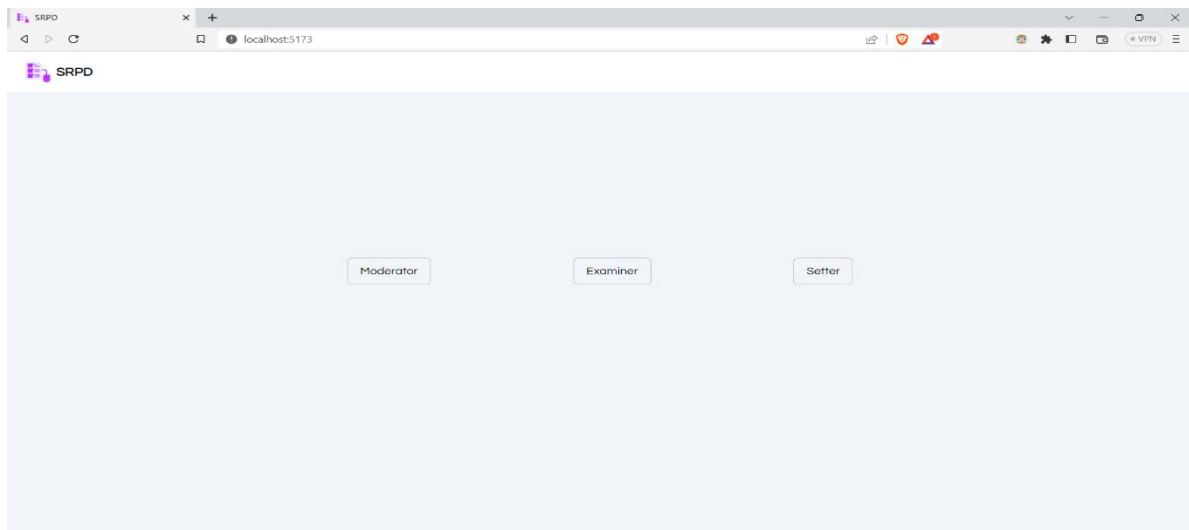 SRPD
localhost:5173
VPN
SRPD
Moderator Examiner Setter